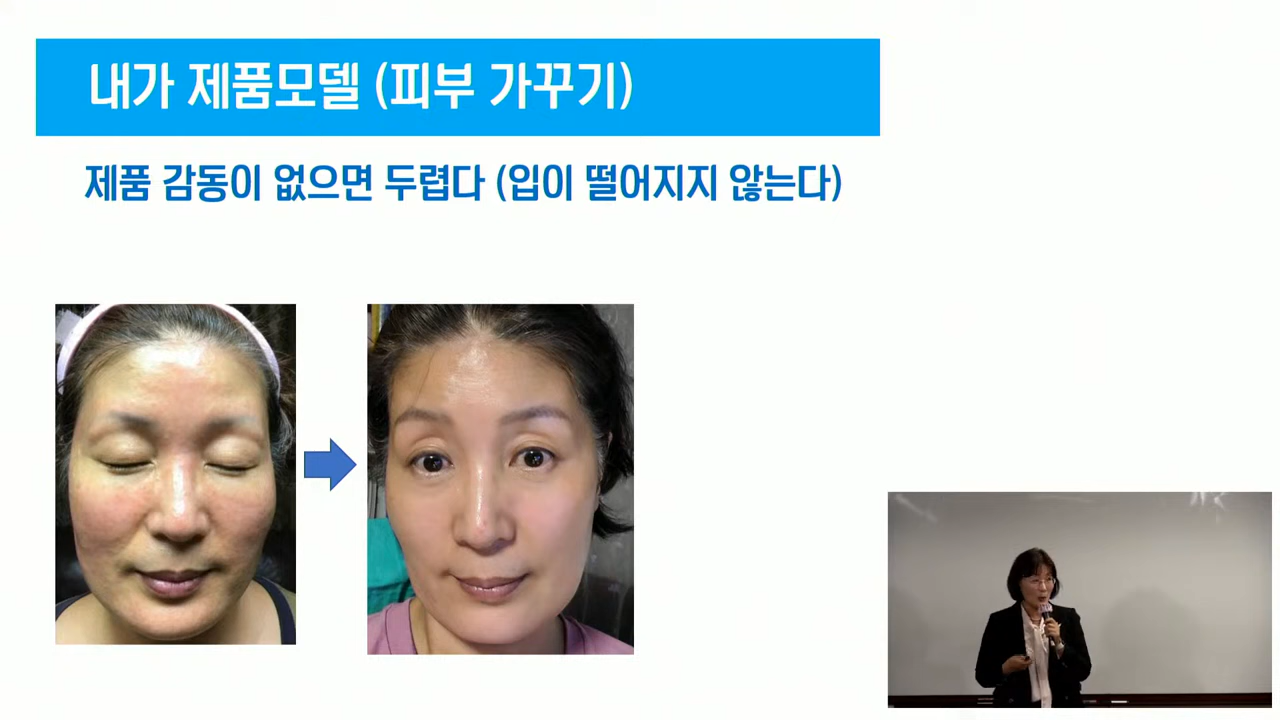 내가 제품모델 (피부 가꾸기)
제품 감동이 없으면 두렵다 (입이 떨어지지 않는다)